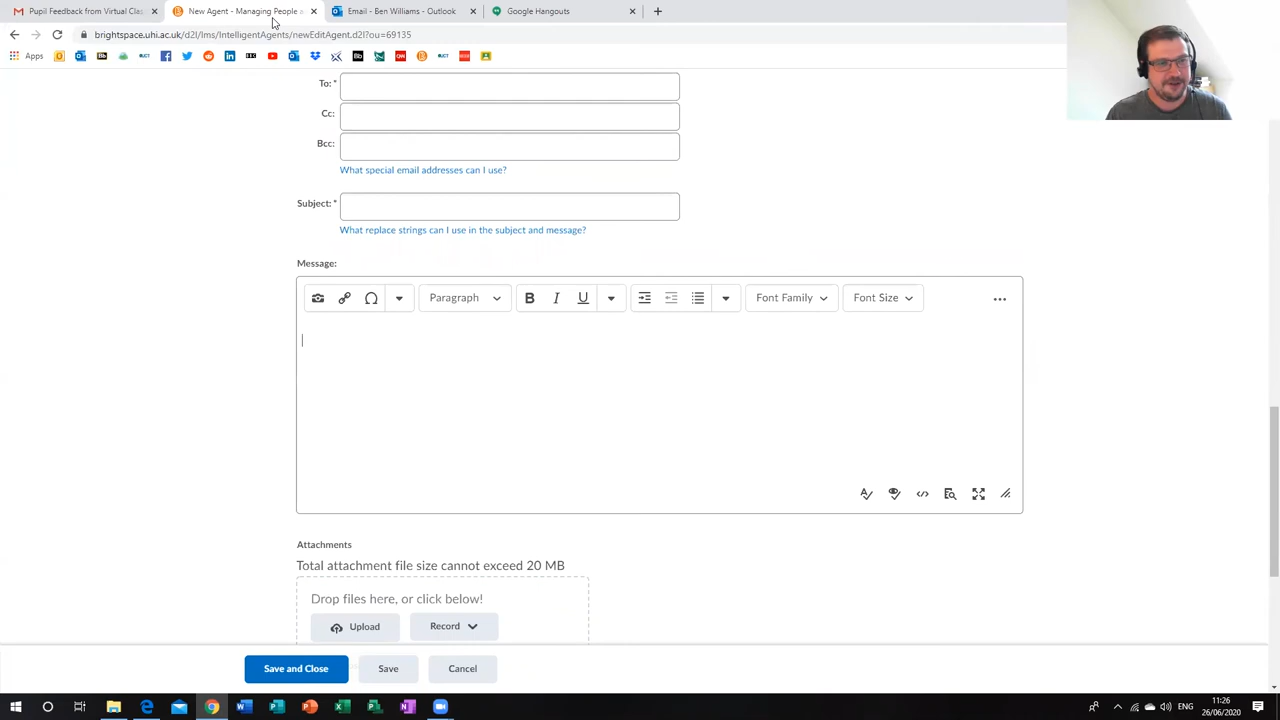 Pupil Feedback from Virtual Clas
New Agent - Managing People
Email - Ben Williams - Outlook
Google Hangouts
brightspace.uhi.ac.uk/d2l/lms/IntelligentAgents/newEditAgent.d2l?ou=69135
Apps
To: *
Cc:
Bcc:
What special email addresses can I use?
Subject: *
What replace strings can I use in the subject and message?
Message:
Paragraph
B I U
Font Family
Font Size
Attachments
Total attachment file size cannot exceed 20 MB
Drop files here, or click below!
Upload
Record
Save and Close
Save
Cancel
ENG
11:26
26/06/2020